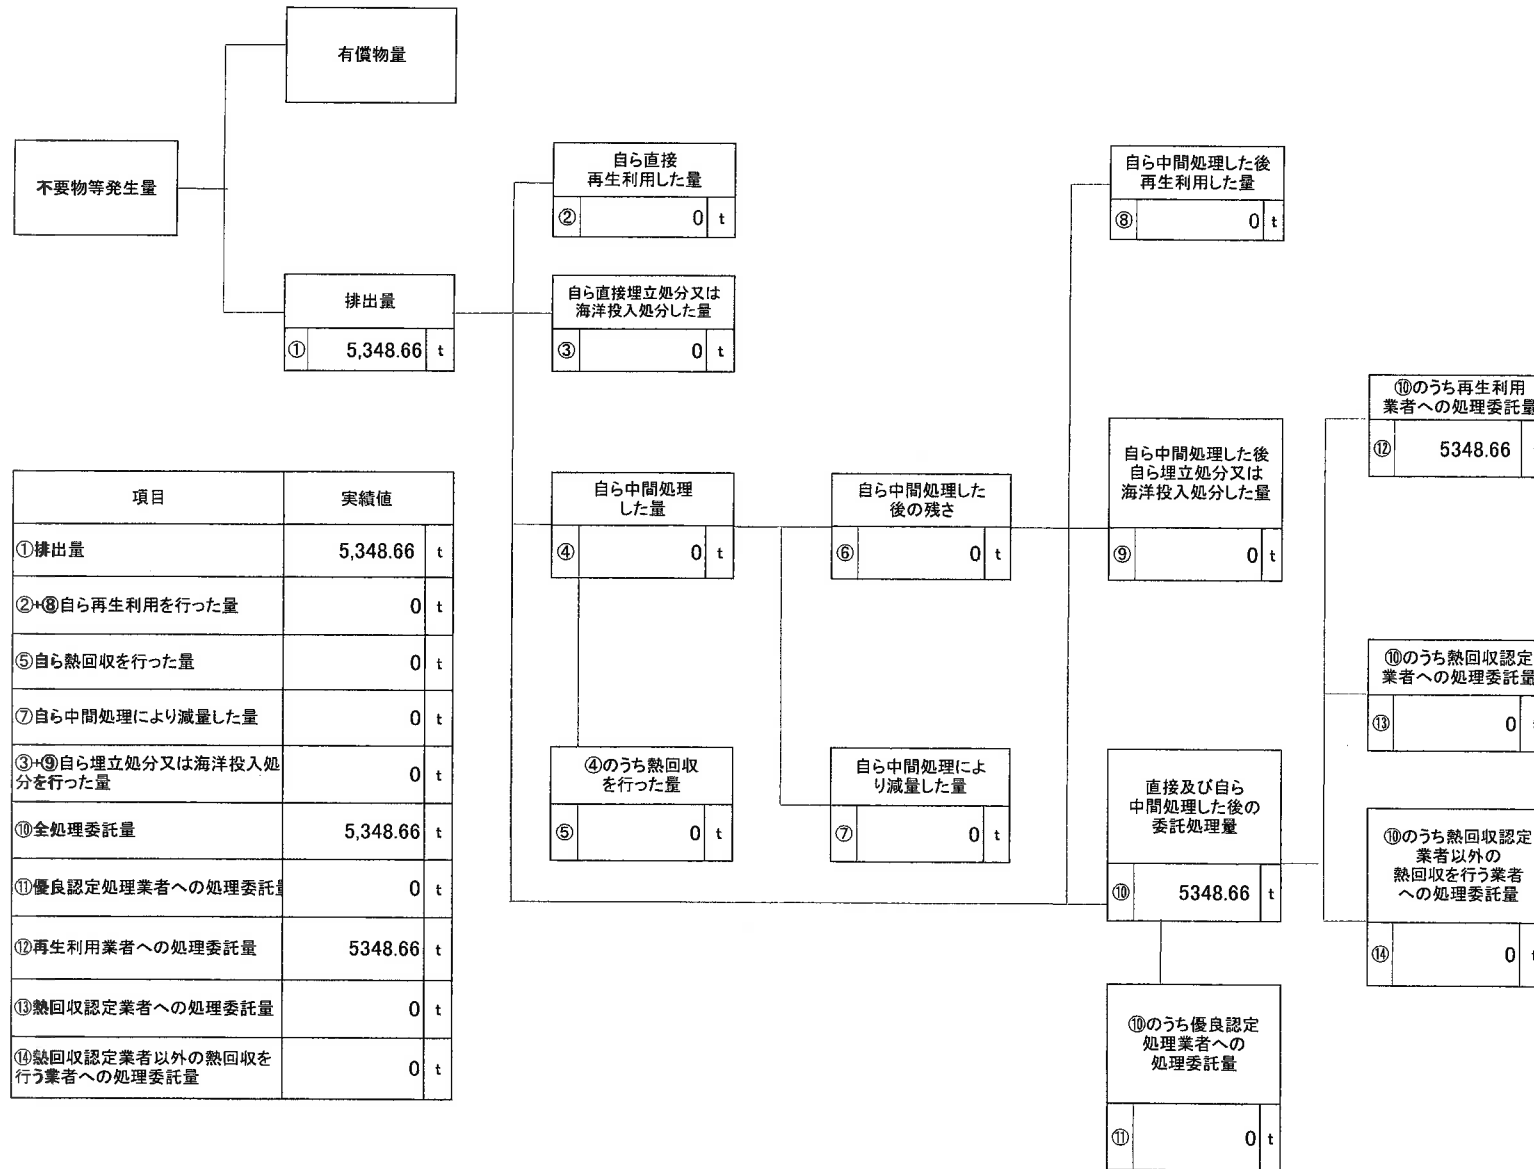 有償物量
不要物等発生量
排出量
① 5,348.66 t
自ら直接
再生利用した量
② 0 t
自ら直接埋立処分又は
海洋投入処分した量
③ 0 t
自ら中間処理
した量
④ 0 t
④のうち熱回収
を行った量
⑤ 0 t
自ら中間処理した
後の残さ
⑥ 0 t
自ら中間処理によ
り減量した量
⑦ 0 t
自ら中間処理した後
再生利用した量
⑧ 0 t
自ら中間処理した後
自ら埋立処分又は
海洋投入処分した量
⑨ 0 t
直接及び自ら
中間処理した後の
委託処理量
⑩ 5348.66 t
⑩のうち優良認定
処理業者への
処理委託量
⑪ 0 t
⑩のうち再生利用
業者への処理委託量
⑫ 5348.66
⑩のうち熱回収認定
業者への処理委託量
⑬ 0
⑩のうち熱回収認定
業者以外の
熱回収を行う業者
への処理委託量
⑭ 0 t
項目 実績値
①排出量 5,348.66 t
②+⑧自ら再生利用を行った量 0 t
⑤自ら熱回収を行った量 0 t
⑦自ら中間処理により減量した量 0 t
③+⑨自ら埋立処分又は海洋投入処
分を行った量 0 t
⑩全処理委託量 5,348.66 t
⑪優良認定処理業者への処理委託量 0 t
⑫再生利用業者への処理委託量 5348.66 t
⑬熱回収認定業者への処理委託量 0 t
⑭熱回収認定業者以外の熱回収を
行う業者への処理委託量 0 t